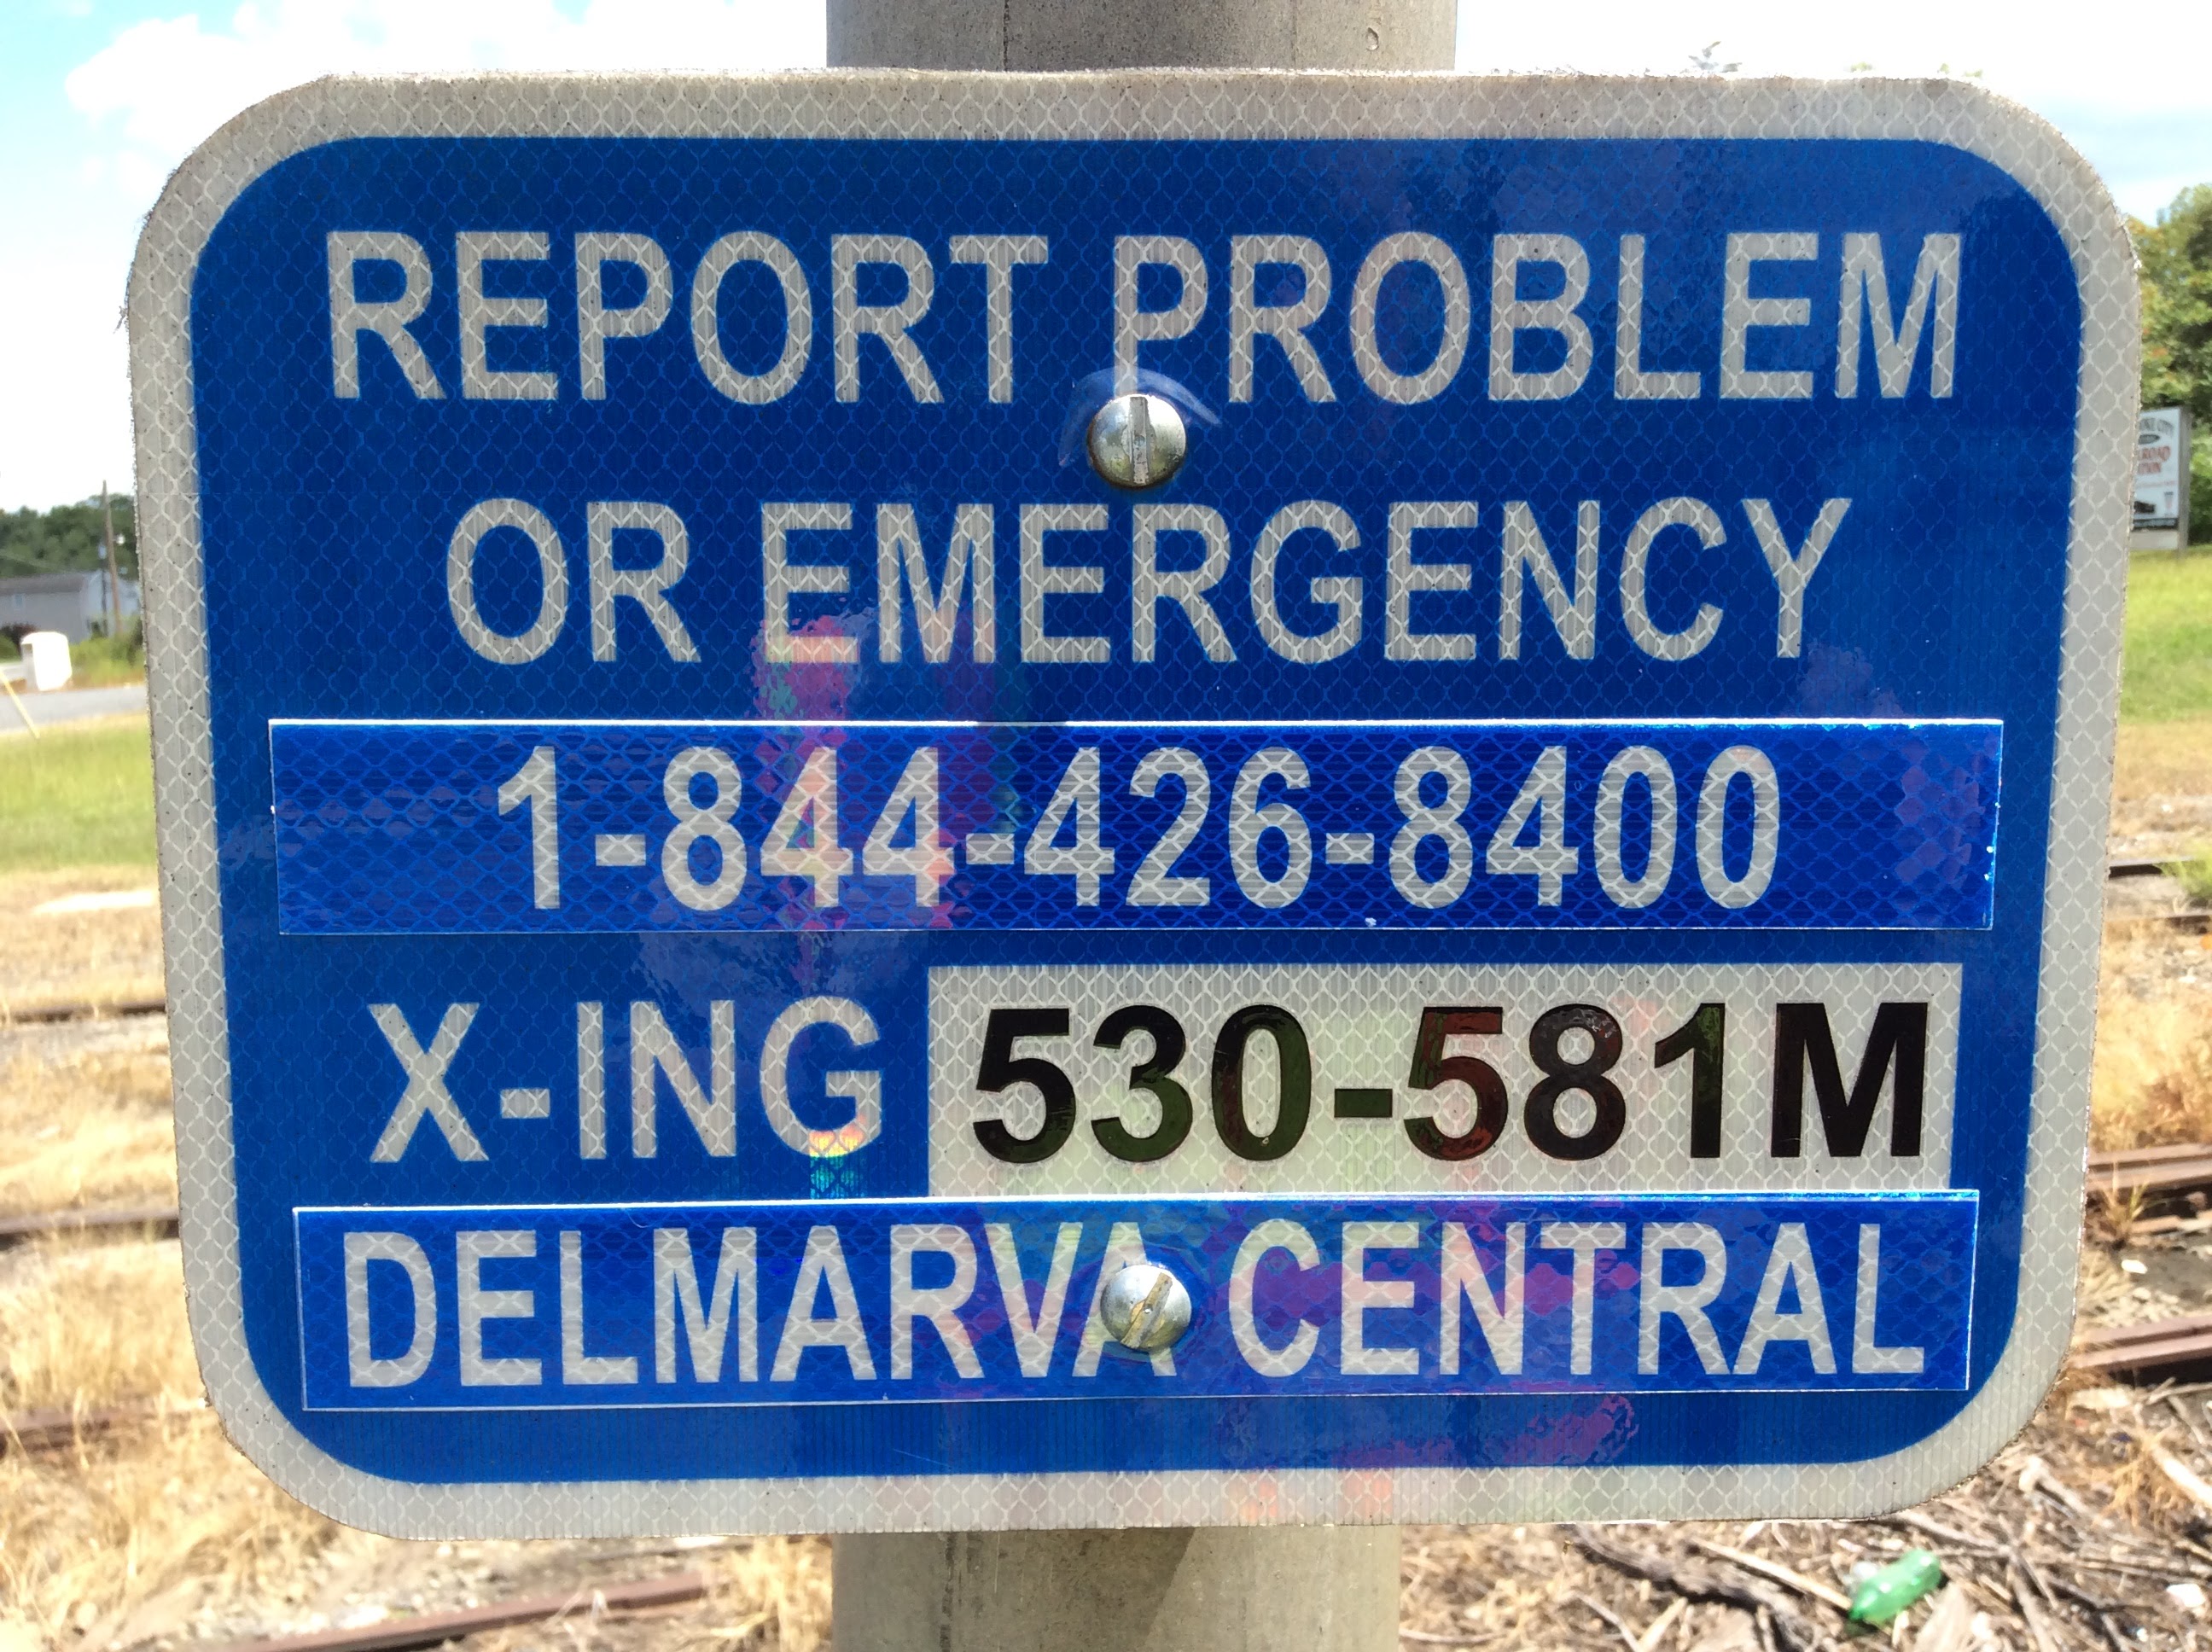 REPORT PROBLEM
OR EMERGENCY
1-844-426-8400
X-ING 530-581M
DELMARVA CENTRAL